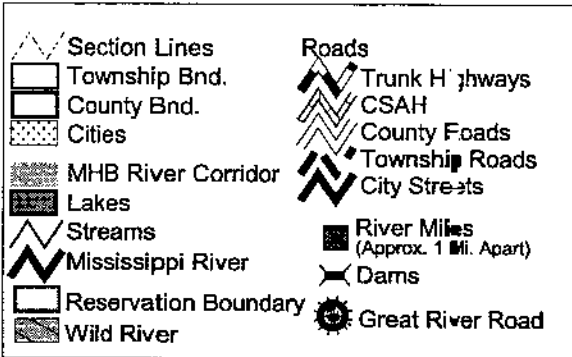 Section Lines
Township Bnd.
County Bnd.
Cities
MHB River Corridor
Lakes
Streams
Mississippi River
Reservation Boundary
Wild River
Roads
Trunk Highways
CSAH
County Roads
Township Roads
City Streets
River Miles
(Approx. 1 Mi. Apart)
Dams
Great River Road